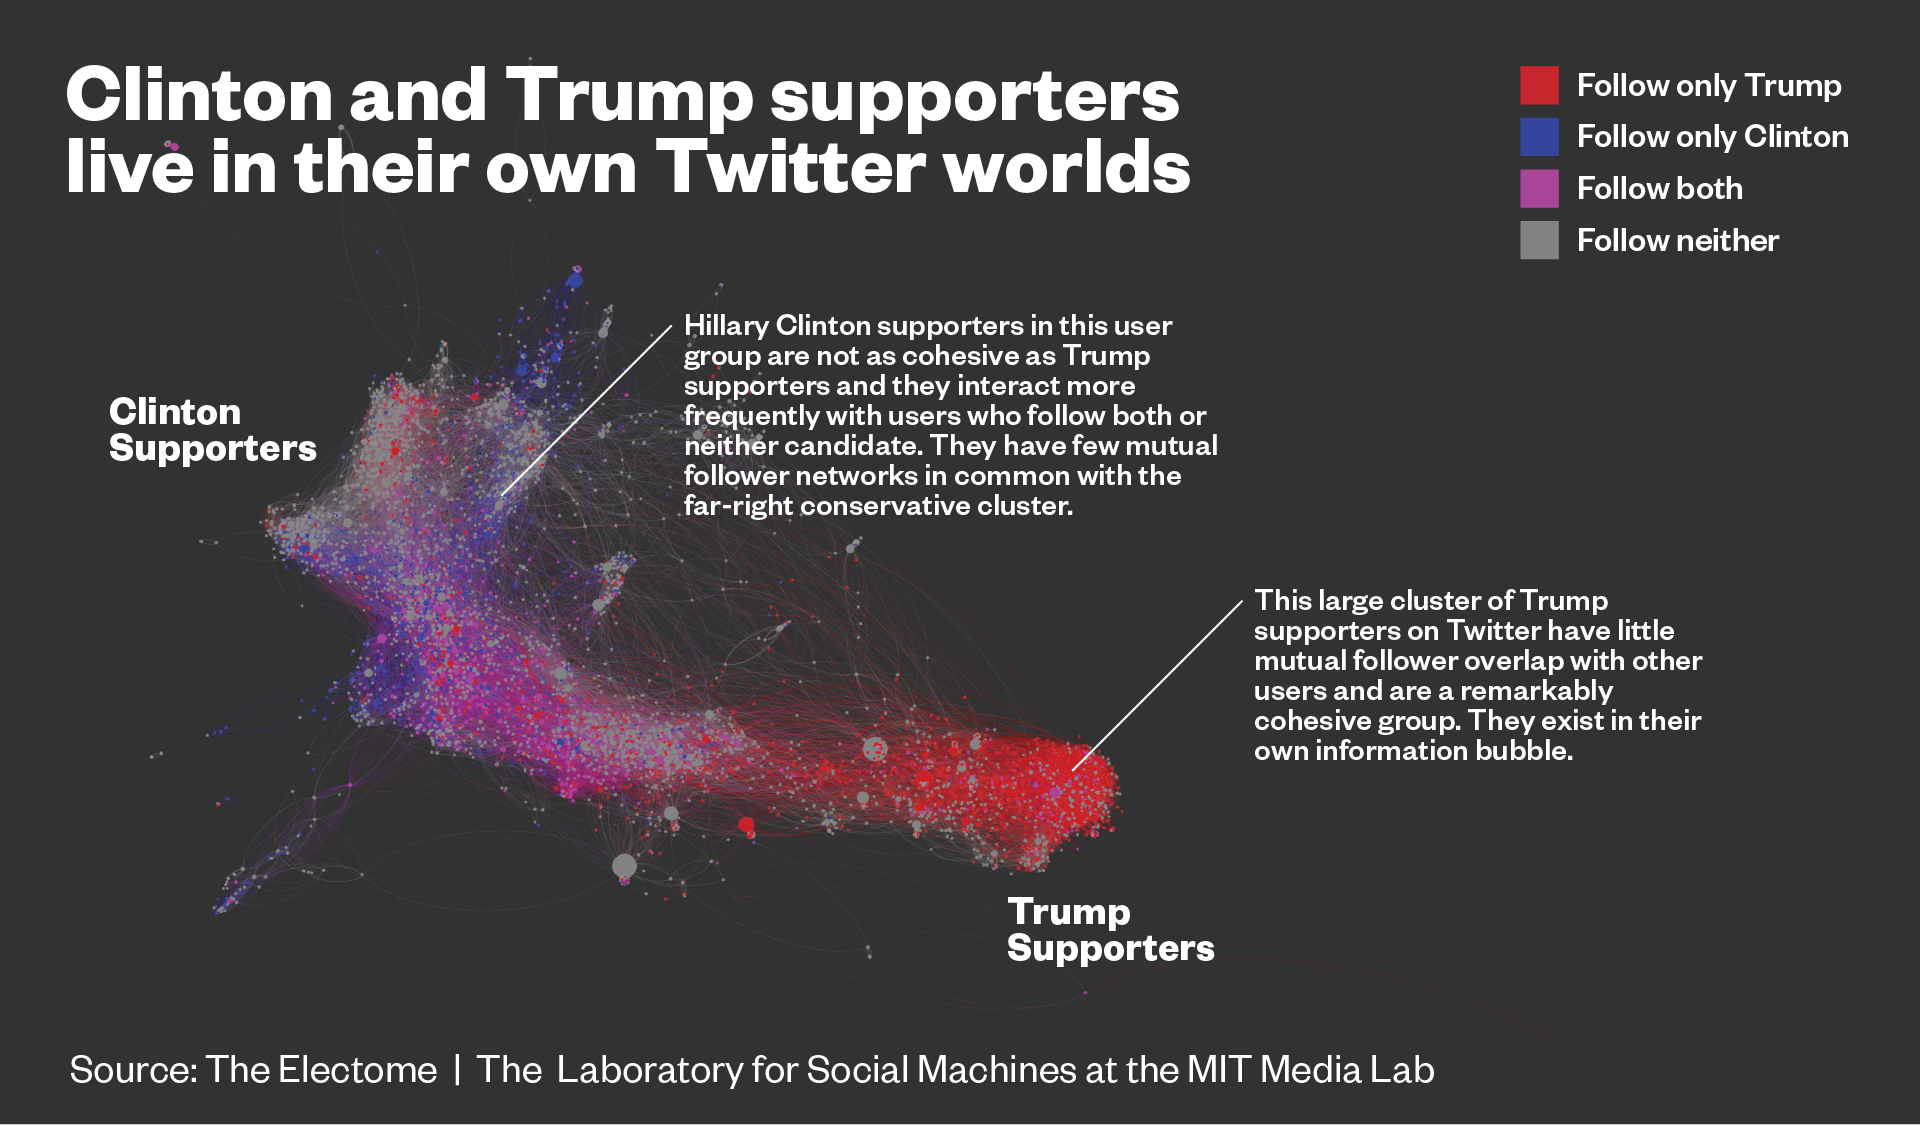 Clinton and Trump supporters
live in their own Twitter worlds
Follow only Trump
Follow only Clinton
Follow both
Follow neither
Hillary Clinton supporters in this user
group are not as cohesive as Trump
supporters and they interact more
frequently with users who follow both or
neither candidate. They have few mutual
follower networks in common with the
far-right conservative cluster.
Clinton
Supporters
This large cluster of Trump
supporters on Twitter have little
mutual follower overlap with other
users and are a remarkably
cohesive group. They exist in their
own information bubble.
Trump
Supporters
Source: The Electome | The Laboratory for Social Machines at the MIT Media Lab